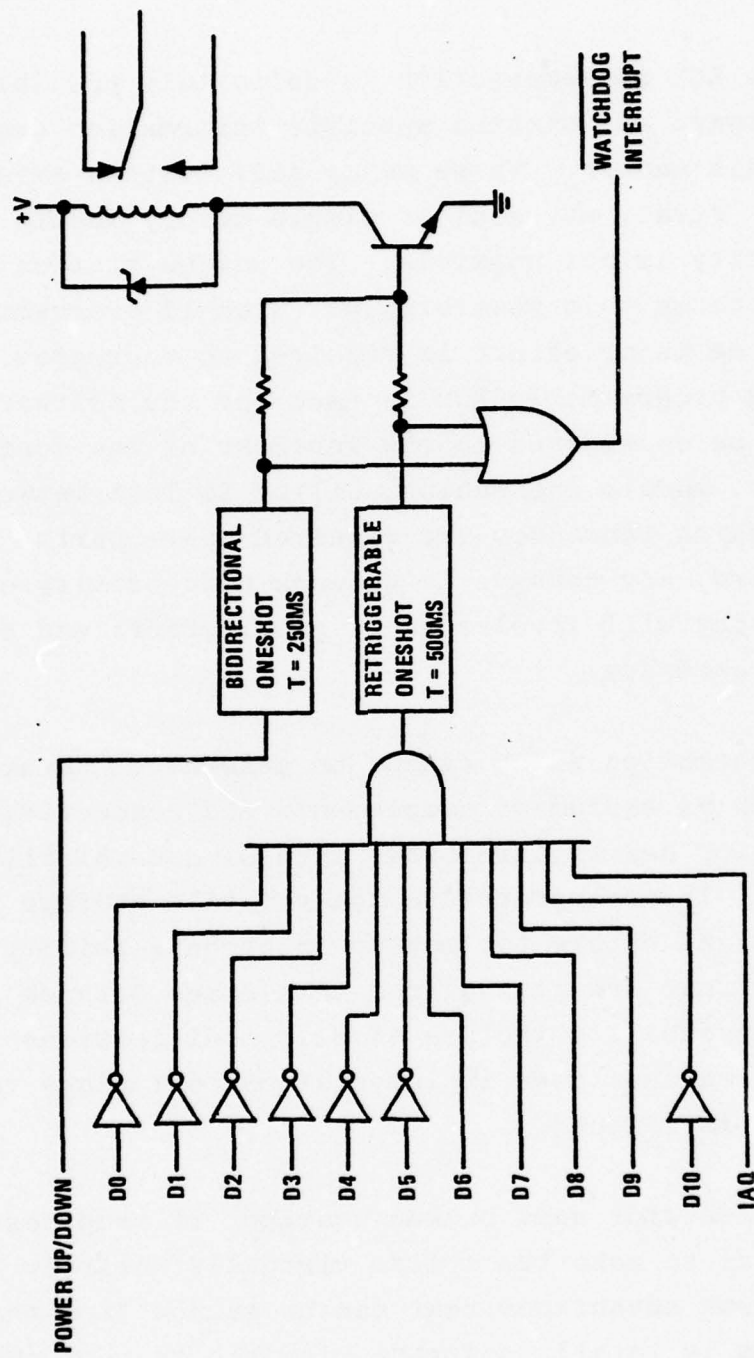 POWER UP/DOWN
D0
D1
D2
D3
D4
D5
D6
D7
D8
D9
D10
IAQ
BIDIRECTIONAL
ONESHOT
T = 250MS
RETRIGGERABLE
ONESHOT
T = 500MS
+V
WATCHDOG
INTERRUPT